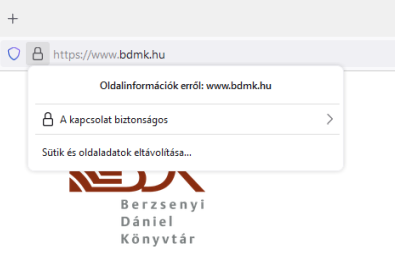 https://www.bdmk.hu
Oldalinformációk erről: www.bdmk.hu
A kapcsolat biztonságos
Sütik és oldaladatok eltávolítása...
Berzsenyi
Dániel
Könyvtár